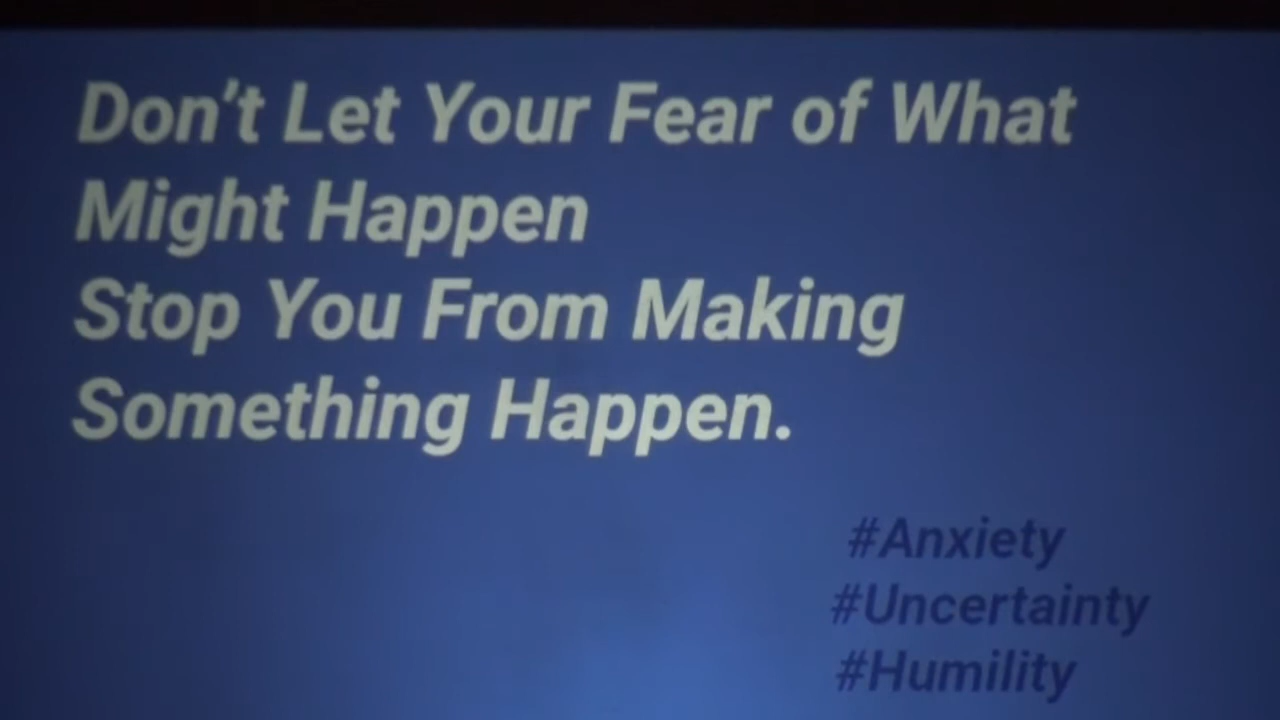 Don't Let Your Fear of What
Might Happen
Stop You From Making
Something Happen.
#Anxiety
#Uncertainty
#Humility